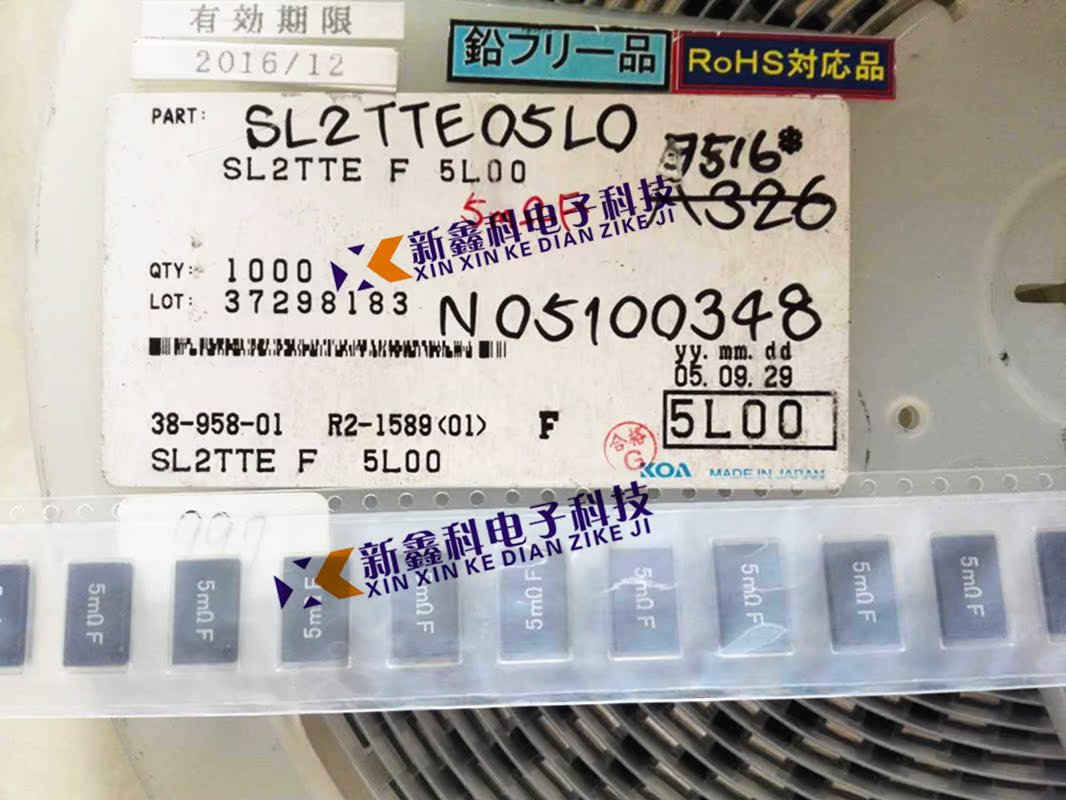 有効期限
2016/12
鉛フリー品
RoHS対応品
PART: SL2TTE05L0
7516*
SL2TTE F 5L00
1326
5mΩF
新鑫科电子科技
XIN XIN KE DIAN ZIKE JI
QTY: 1000
LOT: 37298183
N05100348
yy. mm. dd
05. 09. 29
5L00
38-958-01 R2-1589(01) F
合格
G
SL2TTE F 5L00
KOA MADE IN JAPAN
997
新鑫科电子科技
XIN XIN KE DIAN ZIKE JI
5mΩ F
5mΩ F
5mΩ F
mΩ F
5mΩ F
5mΩ F
5mΩ F
5mΩ F
5mΩ F